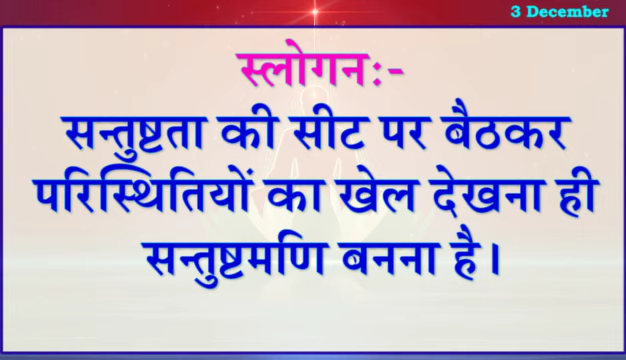 3 December
स्लोगनः-
सन्तुष्टता की सीट पर बैठकर
परिस्थितियों का खेल देखना ही
सन्तुष्टमणि बनना है।